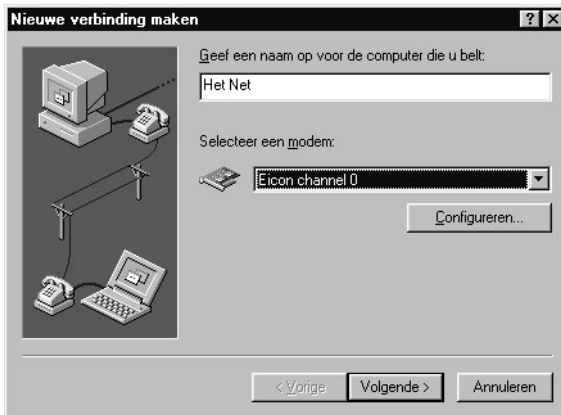 Nieuwe verbinding maken
Geef een naam op voor de computer die u belt:
Het Net
Selecteer een modem:
Eicon channel 0
Configureren...
< Vorige
Volgende >
Annuleren